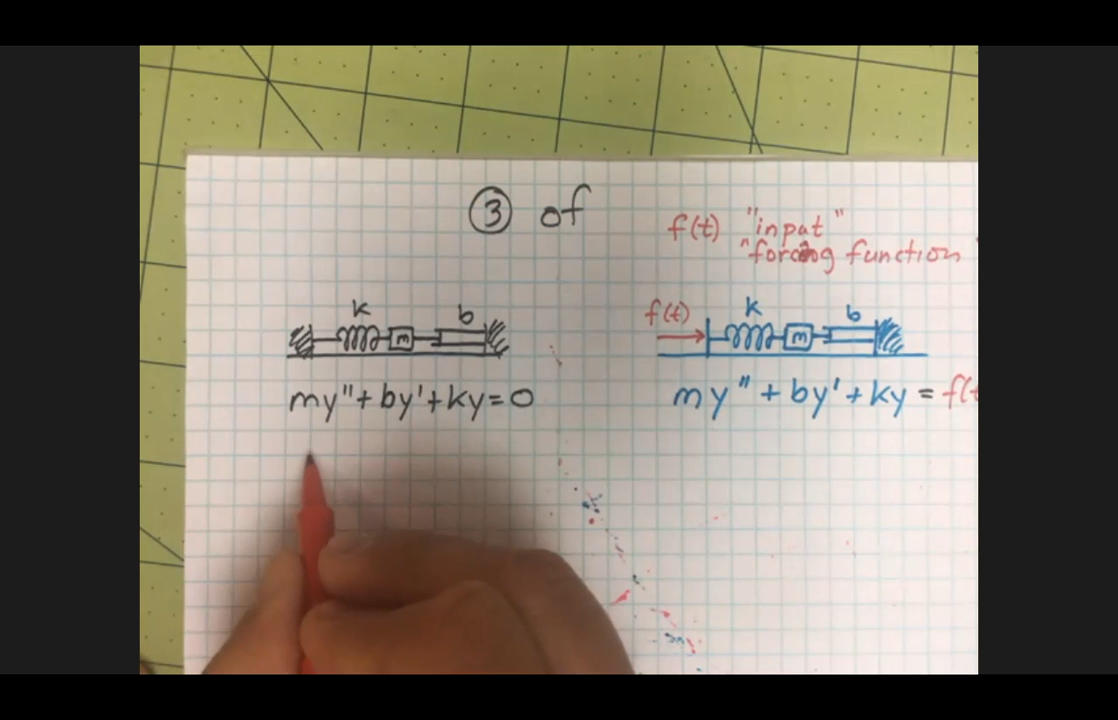 ③ of
f(t) "input"
"forcing function
k b
m
my" + by' + ky = 0
f(t) k b
m
my" + by' + ky = f(t